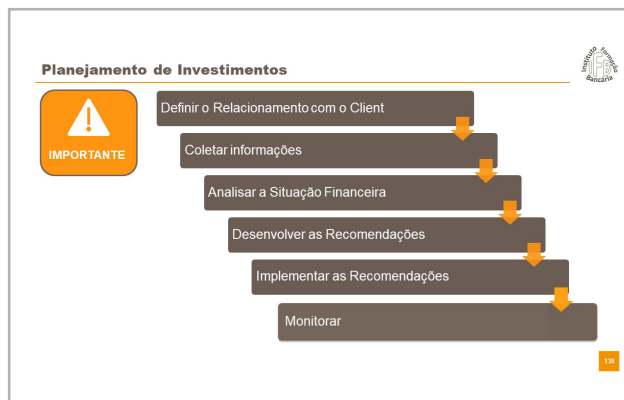 Planejamento de Investimentos
Instituto Formação
Bancária
IFB
IMPORTANTE
Definir o Relacionamento com o Client
Coletar informações
Analisar a Situação Financeira
Desenvolver as Recomendações
Implementar as Recomendações
Monitorar
138